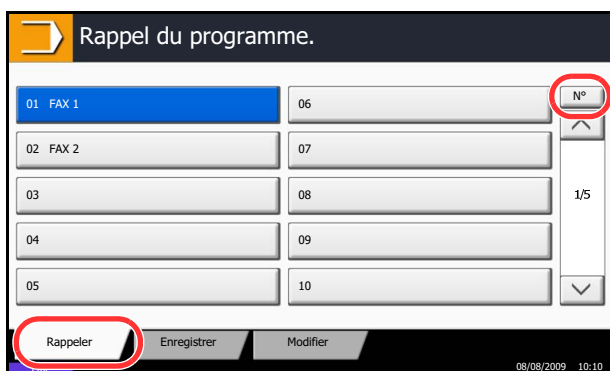 Rappel du programme.
01 FAX 1
06
N°
02 FAX 2
07
03
08
1/5
04
09
05
10
Rappeler
Enregistrer
Modifier
08/08/2009 10:10